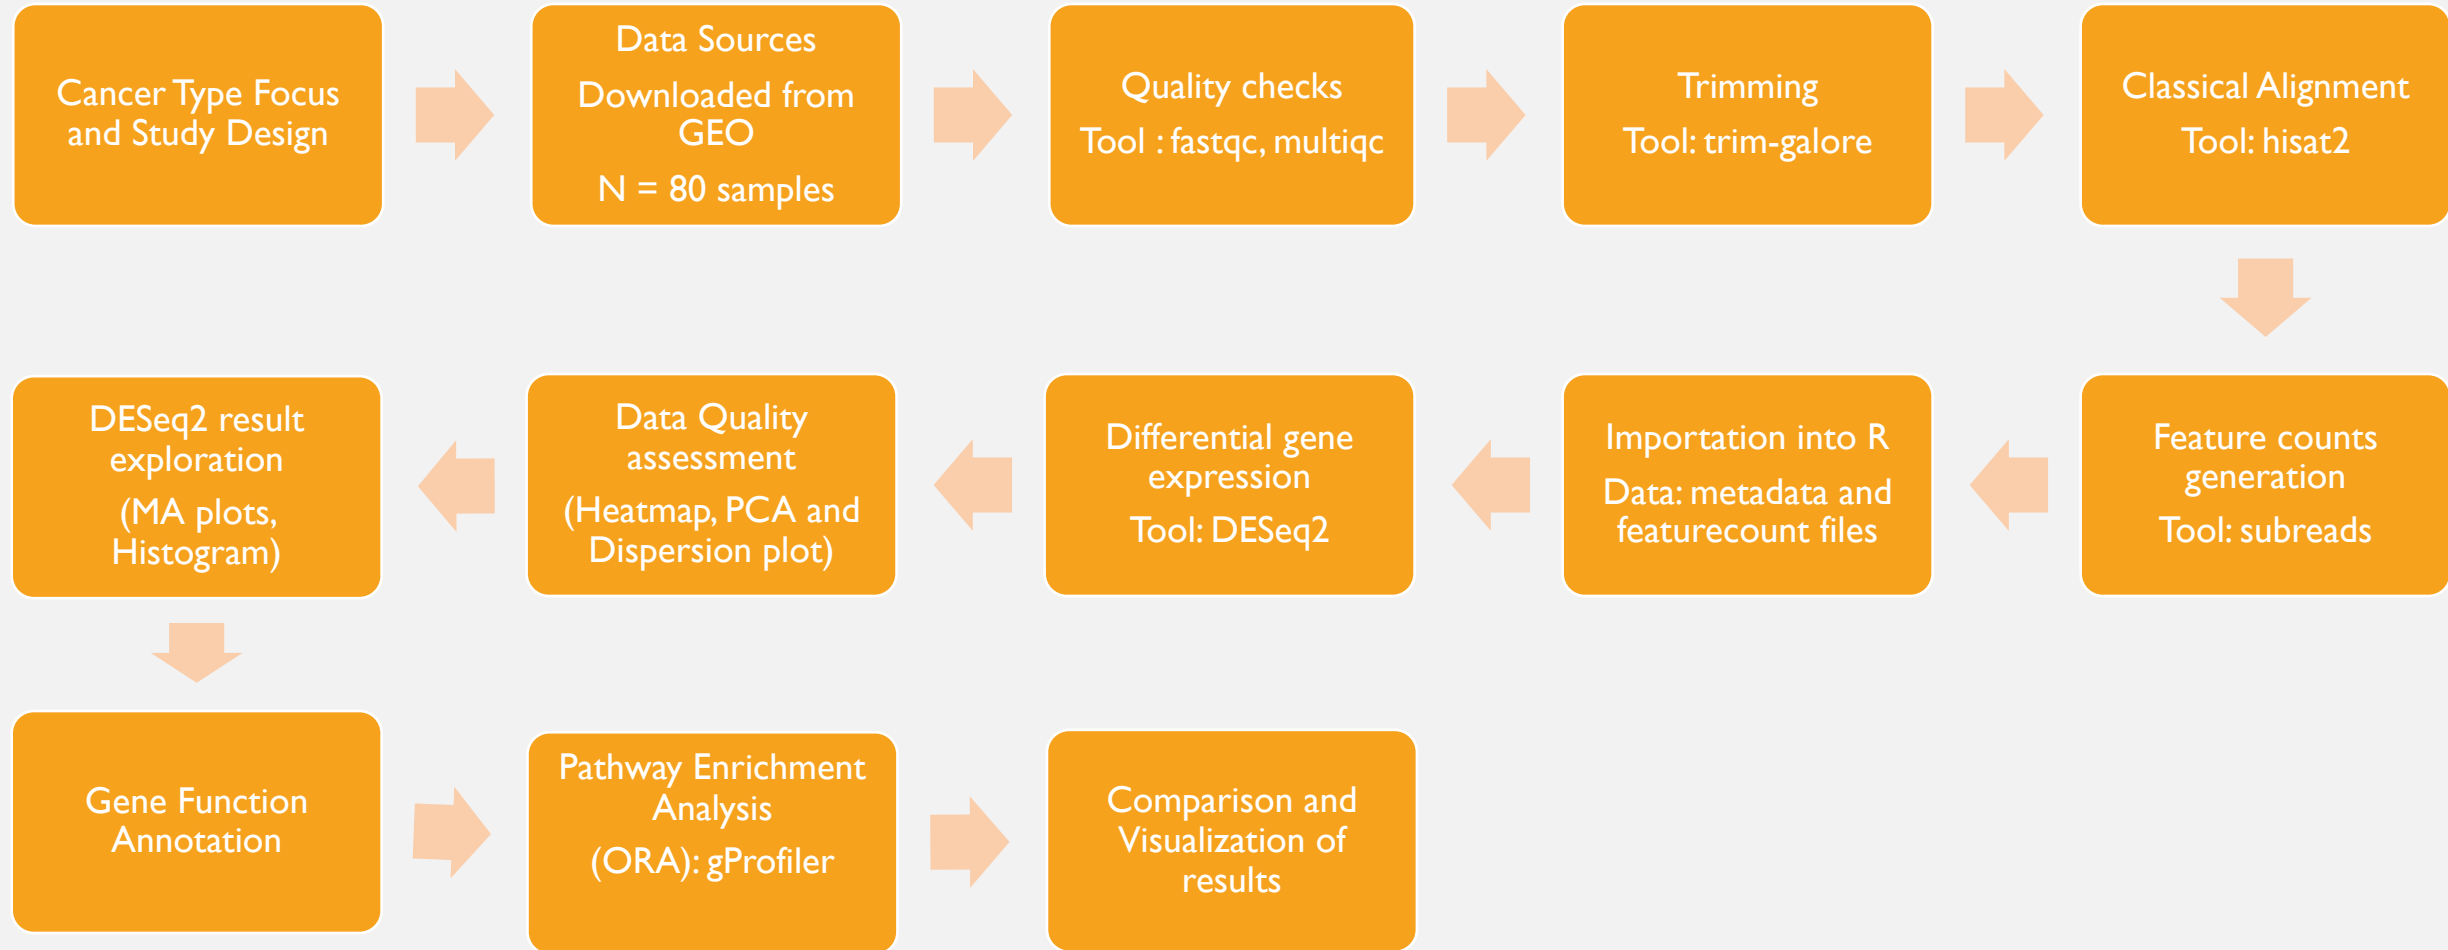 Cancer Type Focus
and Study Design
Data Sources
Downloaded from
GEO
N = 80 samples
Quality checks
Tool : fastqc, multiqc
Trimming
Tool: trim-galore
Classical Alignment
Tool: hisat2
Feature counts
generation
Tool: subreads
Importation into R
Data: metadata and
featurecount files
Differential gene
expression
Tool: DESeq2
Data Quality
assessment
(Heatmap, PCA and
Dispersion plot)
DESeq2 result
exploration
(MA plots,
Histogram)
Gene Function
Annotation
Pathway Enrichment
Analysis
(ORA): gProfiler
Comparison and
Visualization of
results